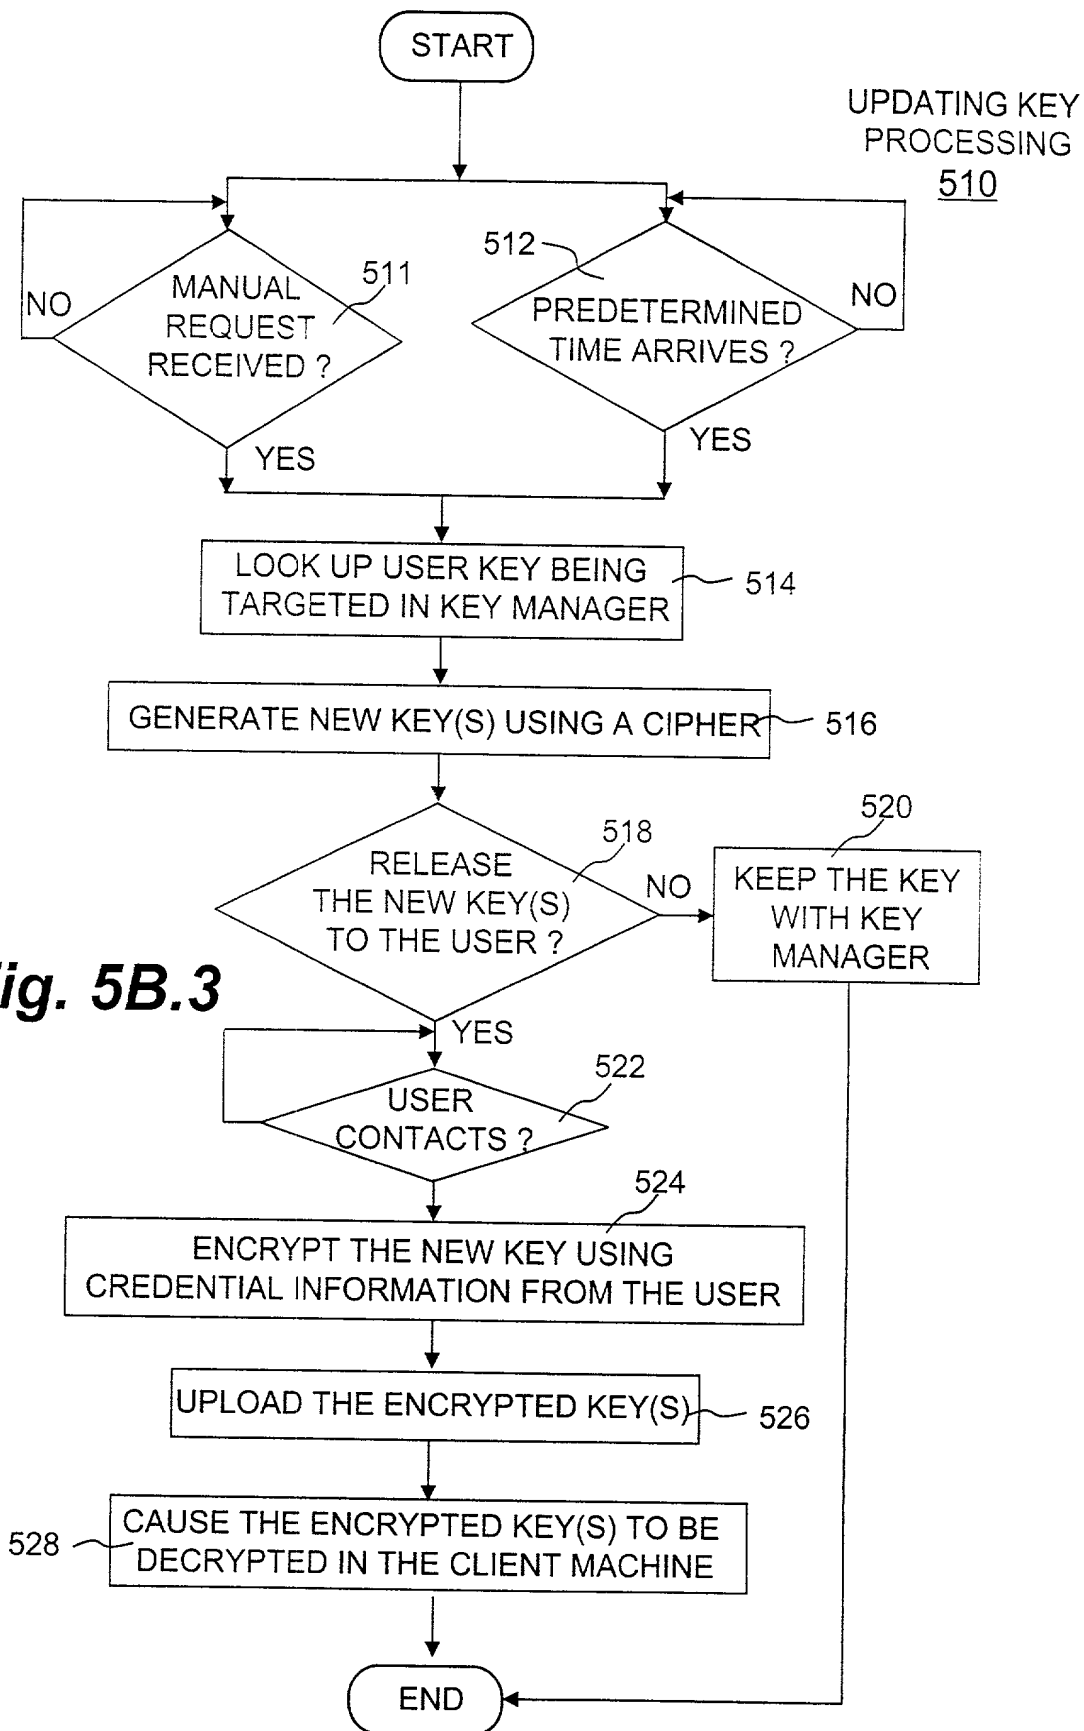 START
UPDATING KEY
PROCESSING
510
MANUAL
REQUEST
RECEIVED ?
511
NO
YES
512
PREDETERMINED
TIME ARRIVES ?
NO
YES
LOOK UP USER KEY BEING
TARGETED IN KEY MANAGER
514
GENERATE NEW KEY(S) USING A CIPHER
516
RELEASE
THE NEW KEY(S)
TO THE USER ?
518
NO
520
KEEP THE KEY
WITH KEY
MANAGER
ig. 5B.3
YES
USER
CONTACTS ?
522
524
ENCRYPT THE NEW KEY USING
CREDENTIAL INFORMATION FROM THE USER
UPLOAD THE ENCRYPTED KEY(S)
526
CAUSE THE ENCRYPTED KEY(S) TO BE
DECRYPTED IN THE CLIENT MACHINE
528
END